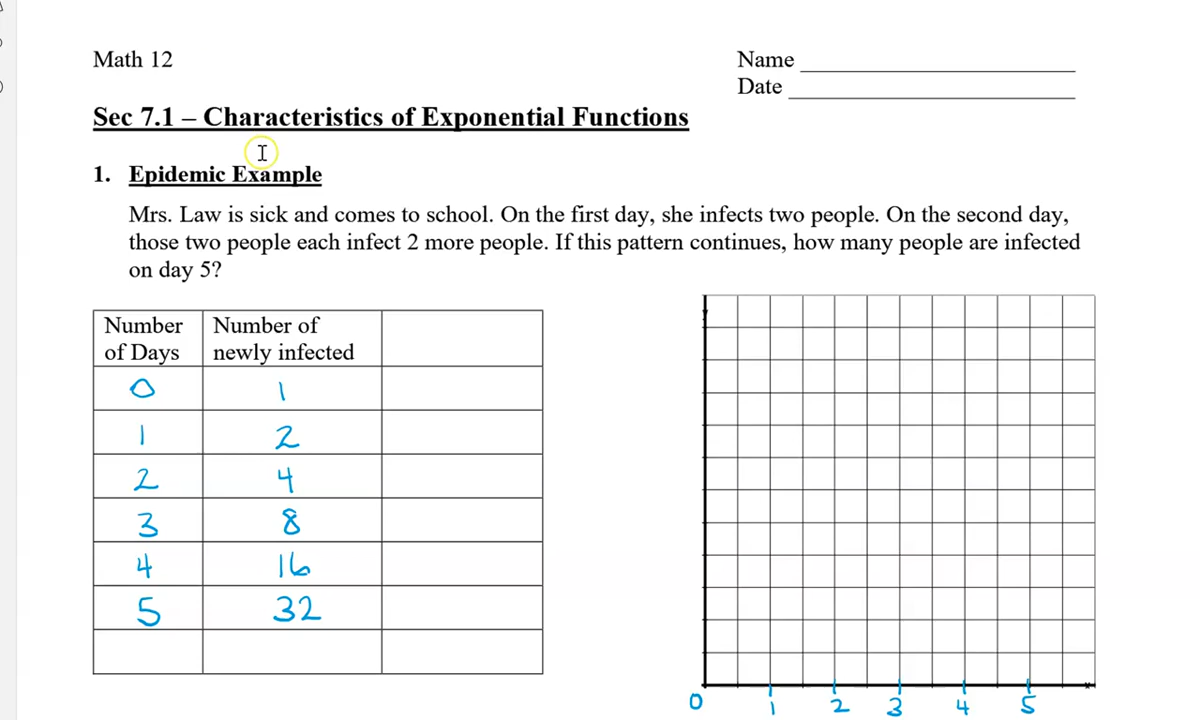 Math 12
Name
Date
Sec 7.1 – Characteristics of Exponential Functions
1. Epidemic Example
Mrs. Law is sick and comes to school. On the first day, she infects two people. On the second day,
those two people each infect 2 more people. If this pattern continues, how many people are infected
on day 5?
Number of Days
Number of newly infected
0 1
1 2
2 4
3 8
4 16
5 32
0 1 2 3 4 5